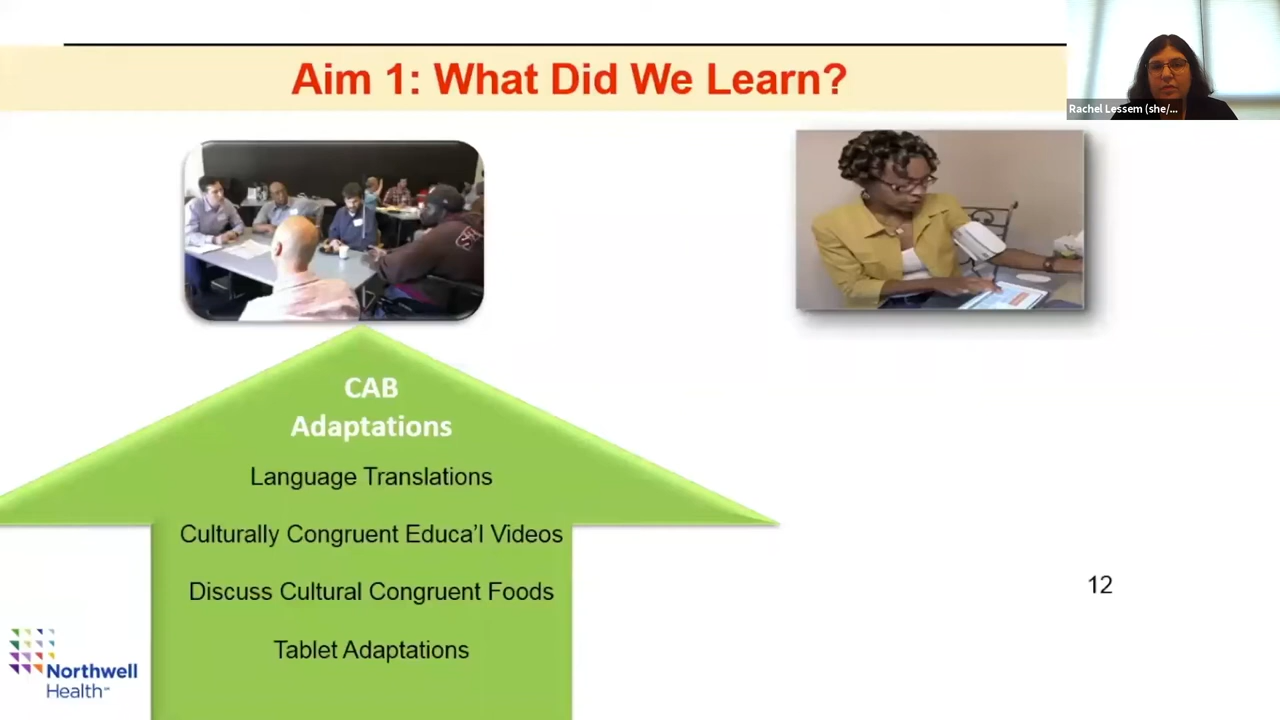 Aim 1: What Did We Learn?
Rachel Lessem (she/...
CAB
Adaptations
Language Translations
Culturally Congruent Educa'l Videos
Discuss Cultural Congruent Foods
Tablet Adaptations
12
Northwell
Health